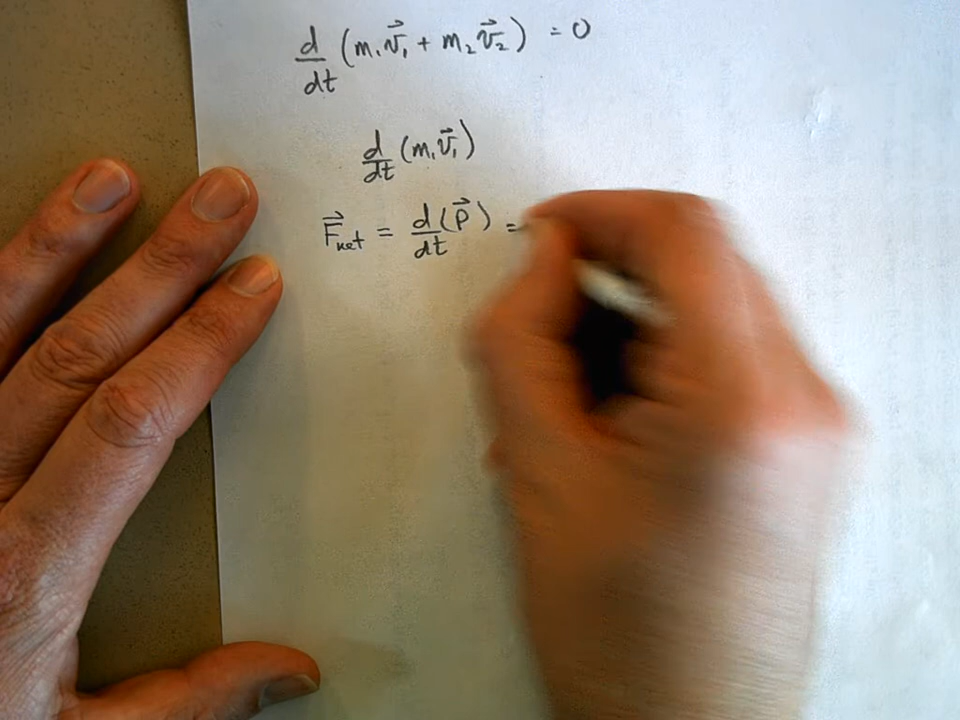 d/dt (m₁v⃗₁ + m₂v⃗₂) = 0
d/dt (m₁v⃗₁)
F⃗net = d/dt (p⃗) =